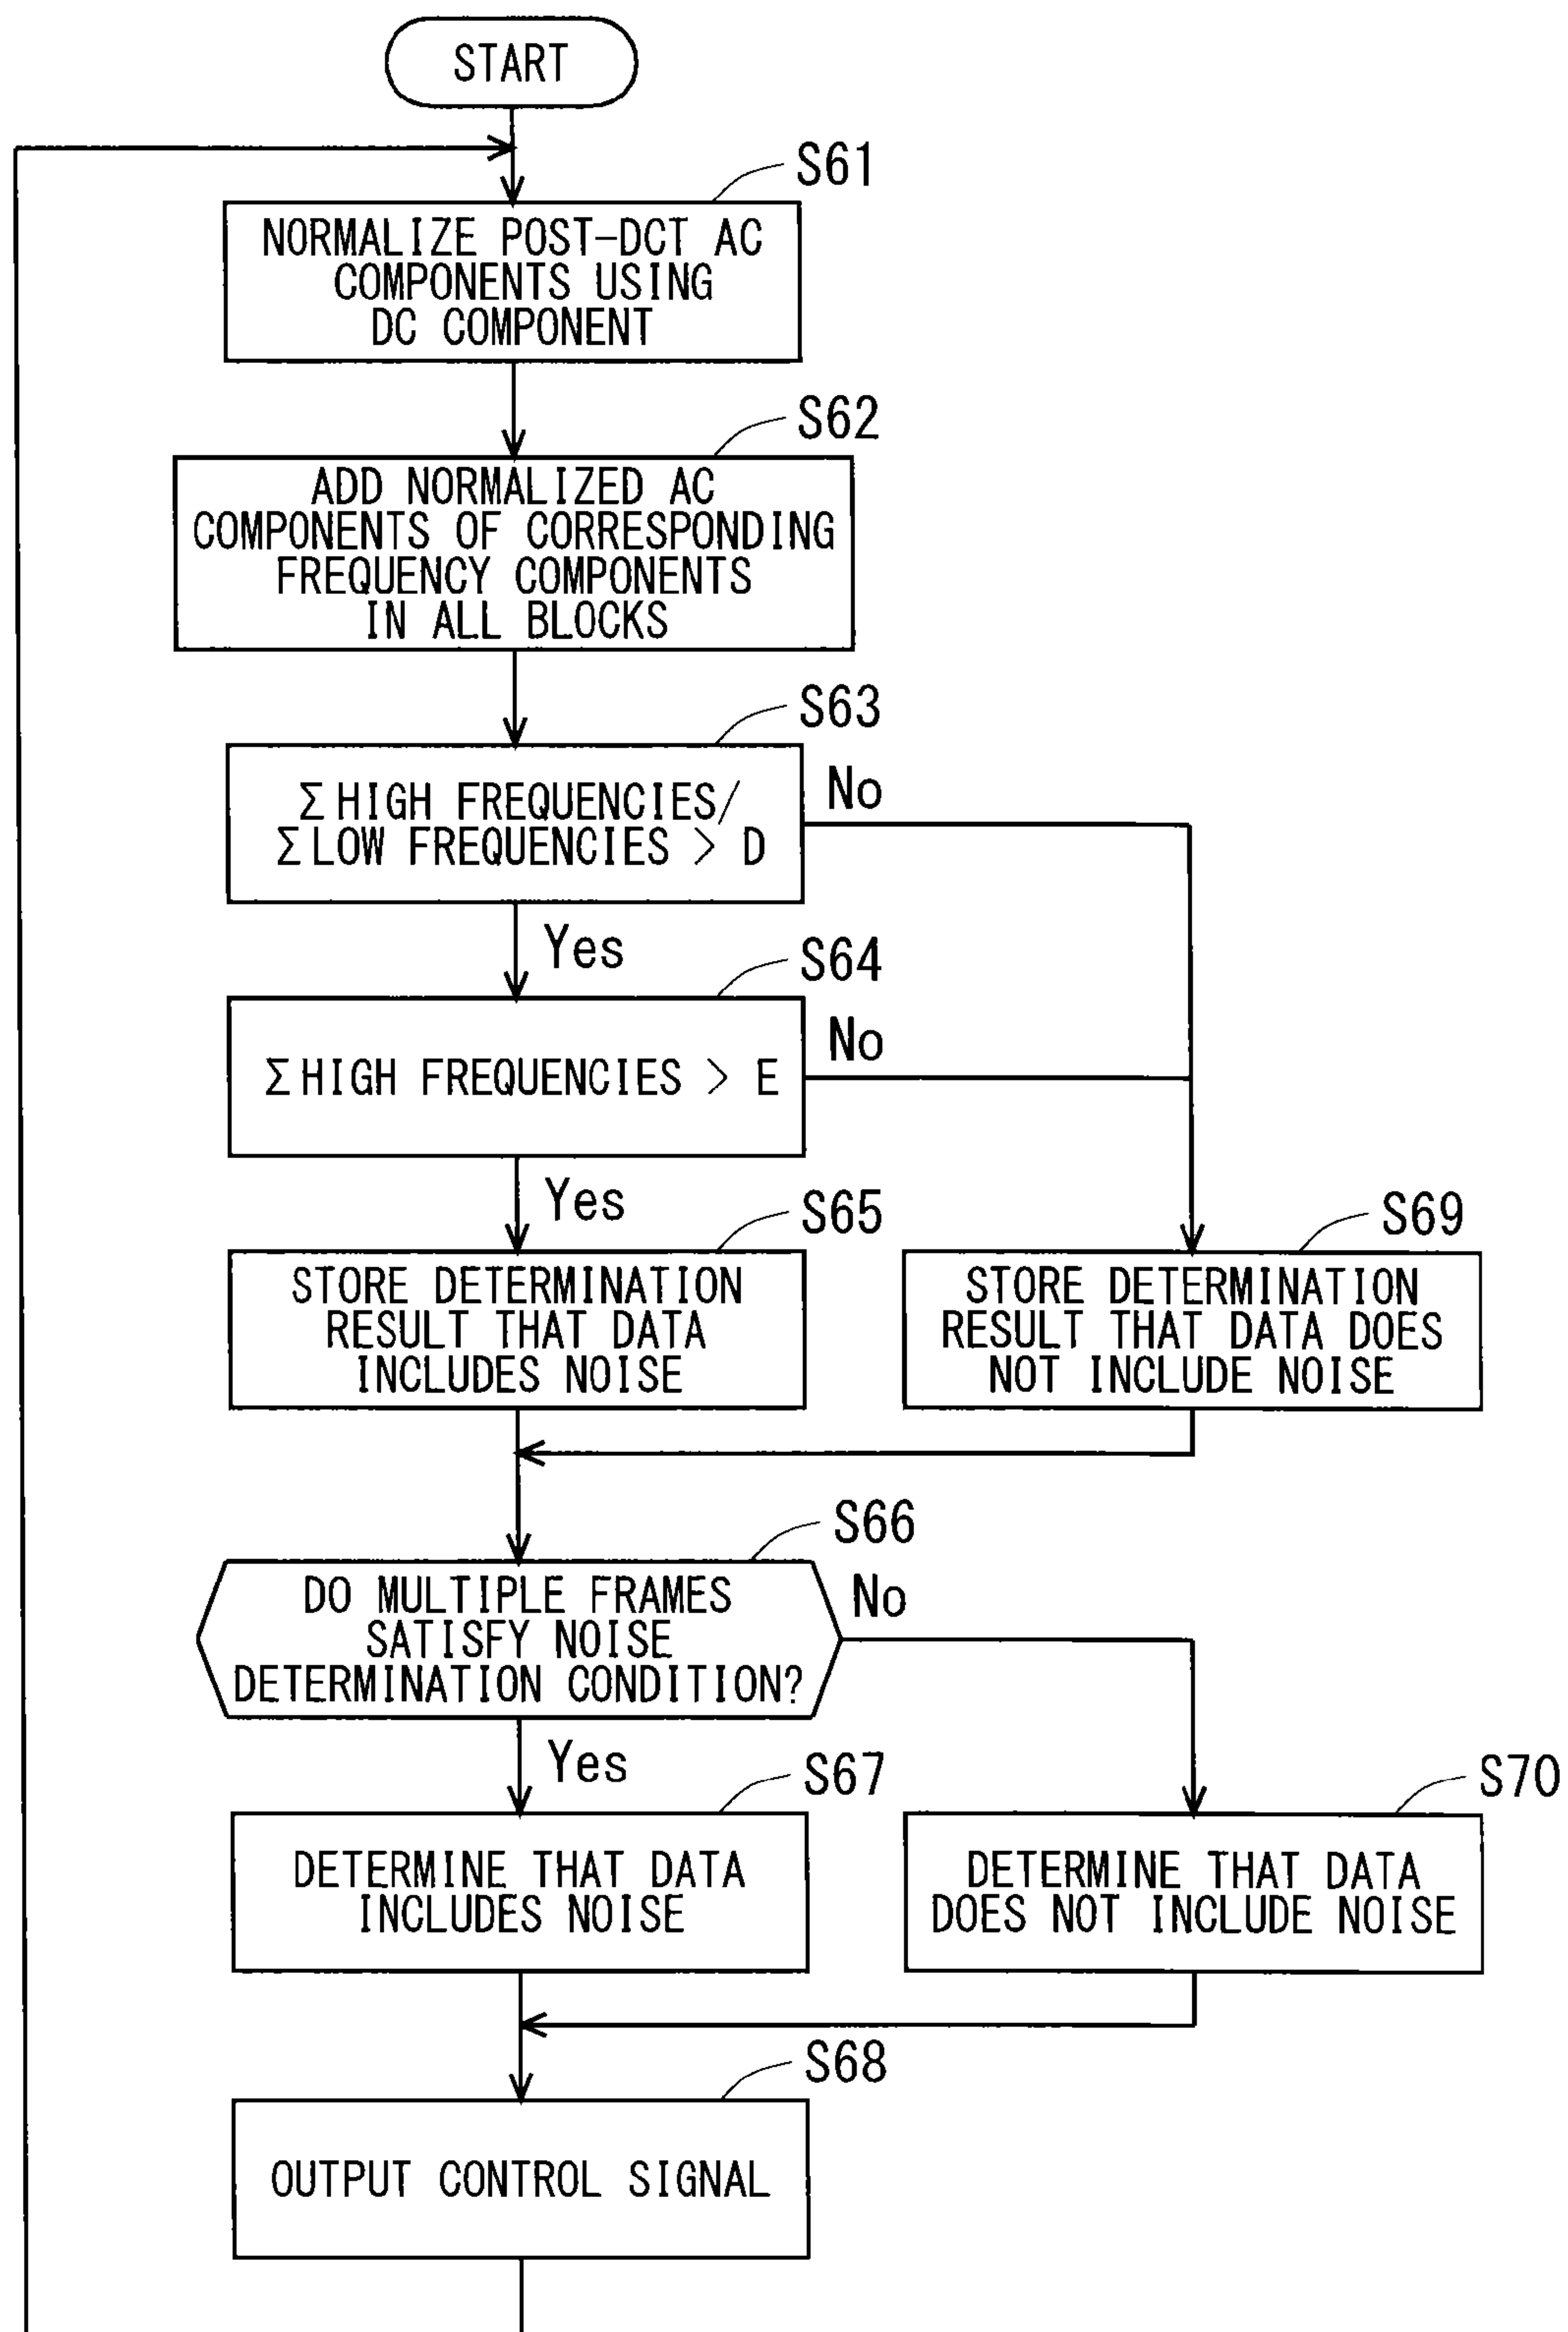 START
S61
NORMALIZE POST-DCT AC
COMPONENTS USING
DC COMPONENT
S62
ADD NORMALIZED AC
COMPONENTS OF CORRESPONDING
FREQUENCY COMPONENTS
IN ALL BLOCKS
S63
Σ HIGH FREQUENCIES/
Σ LOW FREQUENCIES > D
No
Yes
S64
Σ HIGH FREQUENCIES > E
No
Yes
S65
STORE DETERMINATION
RESULT THAT DATA
INCLUDES NOISE
S69
STORE DETERMINATION
RESULT THAT DATA DOES
NOT INCLUDE NOISE
S66
DO MULTIPLE FRAMES
SATISFY NOISE
DETERMINATION CONDITION?
No
Yes
S67
DETERMINE THAT DATA
INCLUDES NOISE
S70
DETERMINE THAT DATA
DOES NOT INCLUDE NOISE
S68
OUTPUT CONTROL SIGNAL